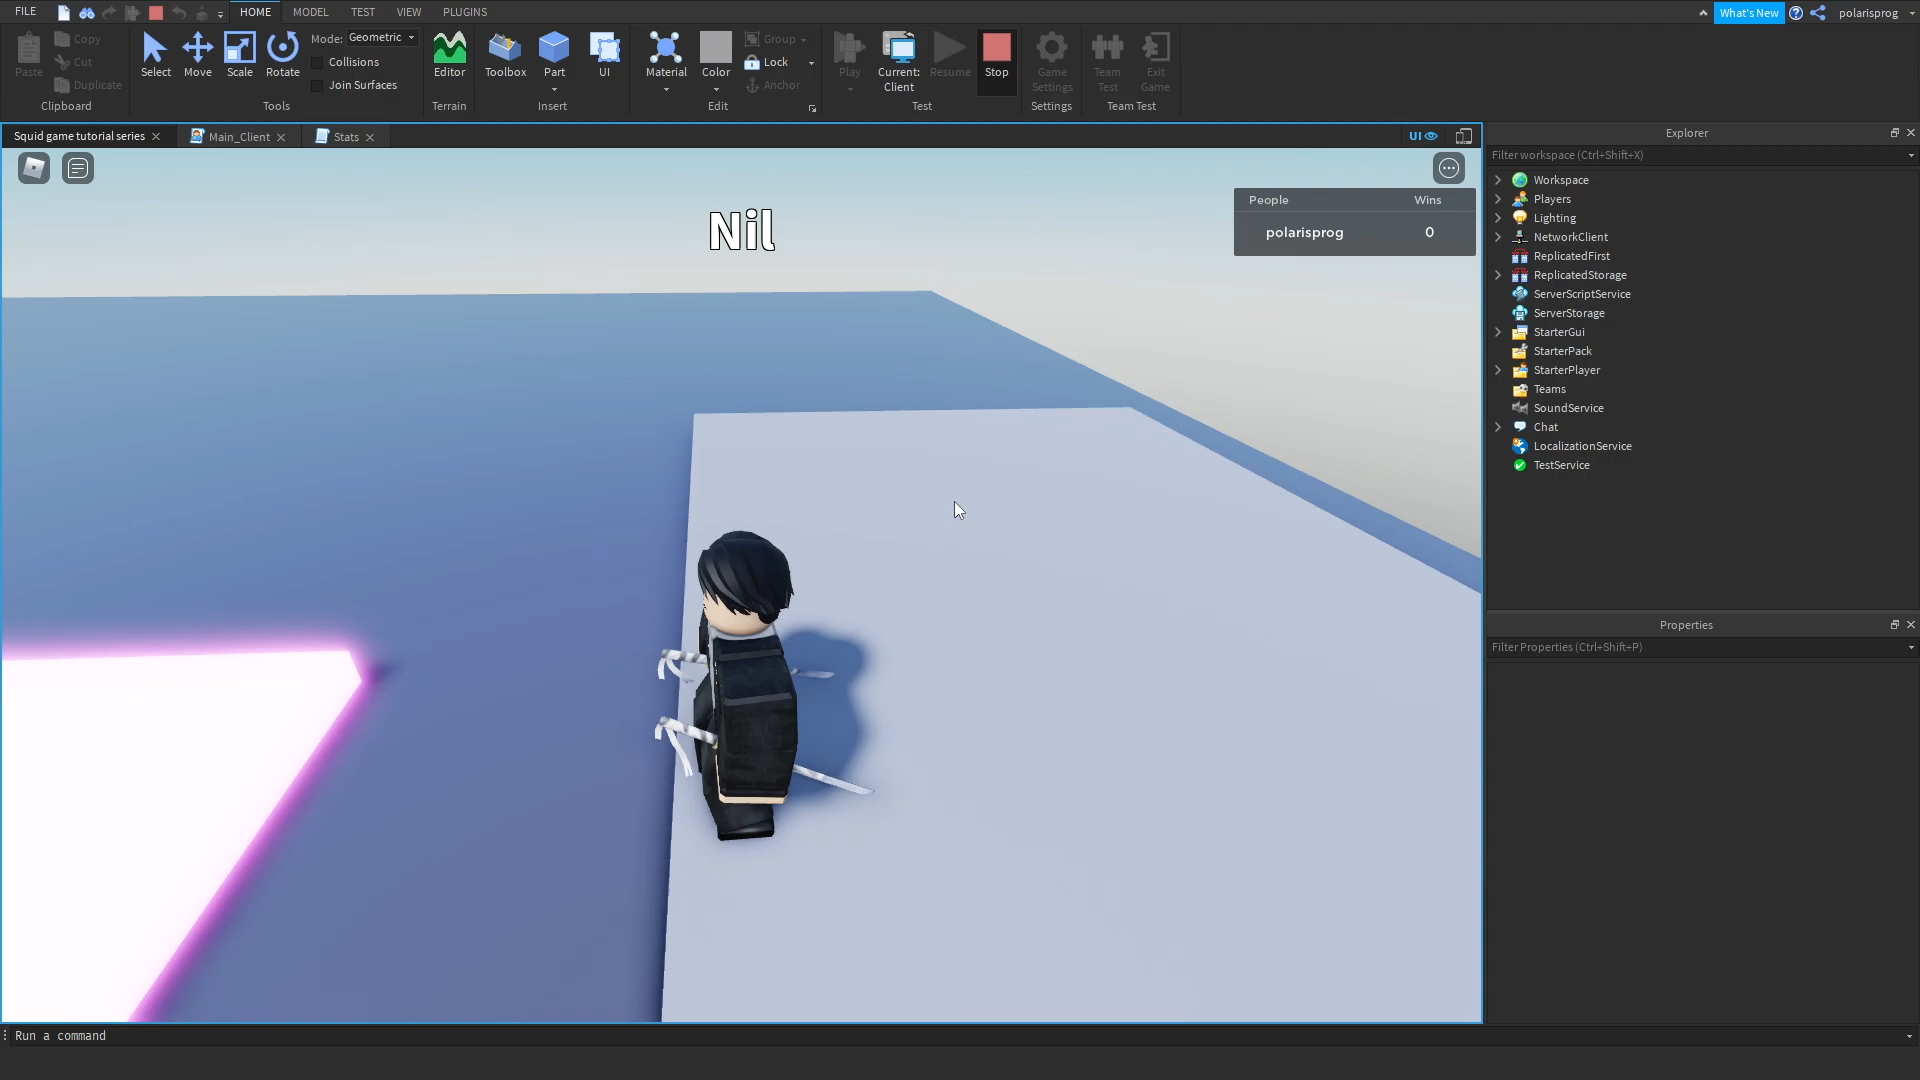 FILE HOME MODEL TEST VIEW PLUGINS What's New polarisprog
Paste Copy Cut Duplicate Clipboard
Select Move Scale Rotate Mode: Geometric Collisions Join Surfaces Tools
Editor Terrain
Toolbox Part UI Insert
Material Color Group Lock Anchor Edit
Play Current: Client Resume Stop Test
Game Settings Settings
Team Test Exit Game Team Test
Squid game tutorial series Main_Client Stats UI
Nil
People Wins
polarisprog 0
Explorer
Filter workspace (Ctrl+Shift+X)
Workspace
Players
Lighting
NetworkClient
ReplicatedFirst
ReplicatedStorage
ServerScriptService
ServerStorage
StarterGui
StarterPack
StarterPlayer
Teams
SoundService
Chat
LocalizationService
TestService
Properties
Filter Properties (Ctrl+Shift+P)
Run a command